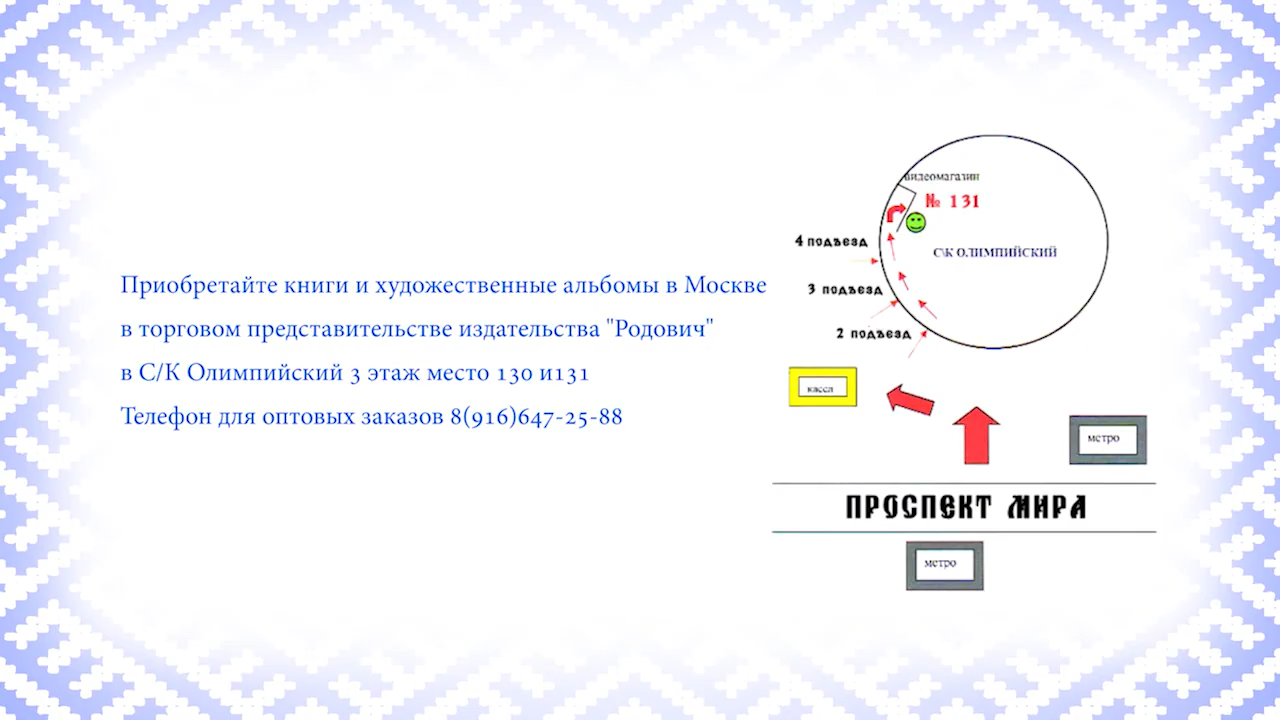 Приобретайте книги и художественные альбомы в Москве
в торговом представительстве издательства "Родович"
в С/К Олимпийский 3 этаж место 130 и131
Телефон для оптовых заказов 8(916)647-25-88
видеомагазин
№ 131
С\К ОЛИМПИЙСКИЙ
4 подъезд
3 подъезд
2 подъезд
касса
метро
ПРОСПЕКТ МИРА
метро